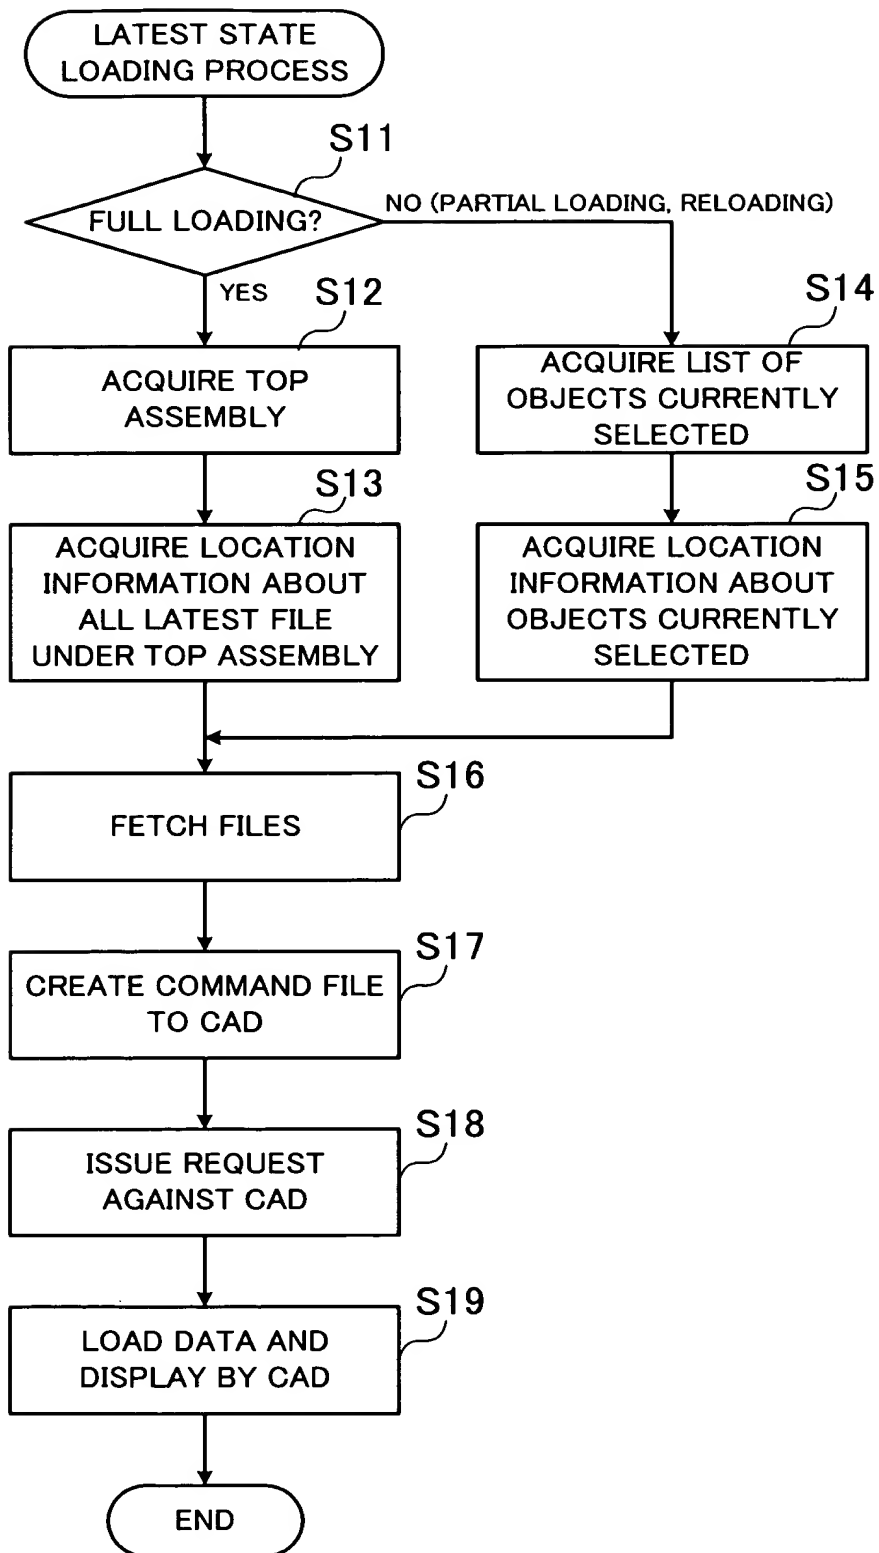 LATEST STATE
LOADING PROCESS
S11
FULL LOADING?
NO (PARTIAL LOADING, RELOADING)
YES
S12
ACQUIRE TOP
ASSEMBLY
S14
ACQUIRE LIST OF
OBJECTS CURRENTLY
SELECTED
S13
ACQUIRE LOCATION
INFORMATION ABOUT
ALL LATEST FILE
UNDER TOP ASSEMBLY
S15
ACQUIRE LOCATION
INFORMATION ABOUT
OBJECTS CURRENTLY
SELECTED
S16
FETCH FILES
S17
CREATE COMMAND FILE
TO CAD
S18
ISSUE REQUEST
AGAINST CAD
S19
LOAD DATA AND
DISPLAY BY CAD
END